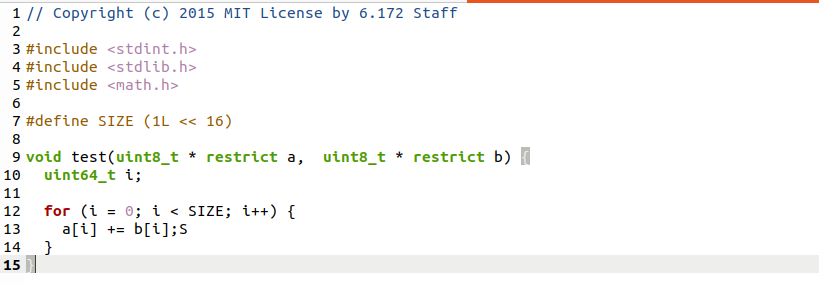 1 // Copyright (c) 2015 MIT License by 6.172 Staff
2
3 #include <stdint.h>
4 #include <stdlib.h>
5 #include <math.h>
6
7 #define SIZE (1L << 16)
8
9 void test(uint8_t * restrict a,  uint8_t * restrict b) {
10   uint64_t i;
11
12   for (i = 0; i < SIZE; i++) {
13     a[i] += b[i];S
14   }
15 }